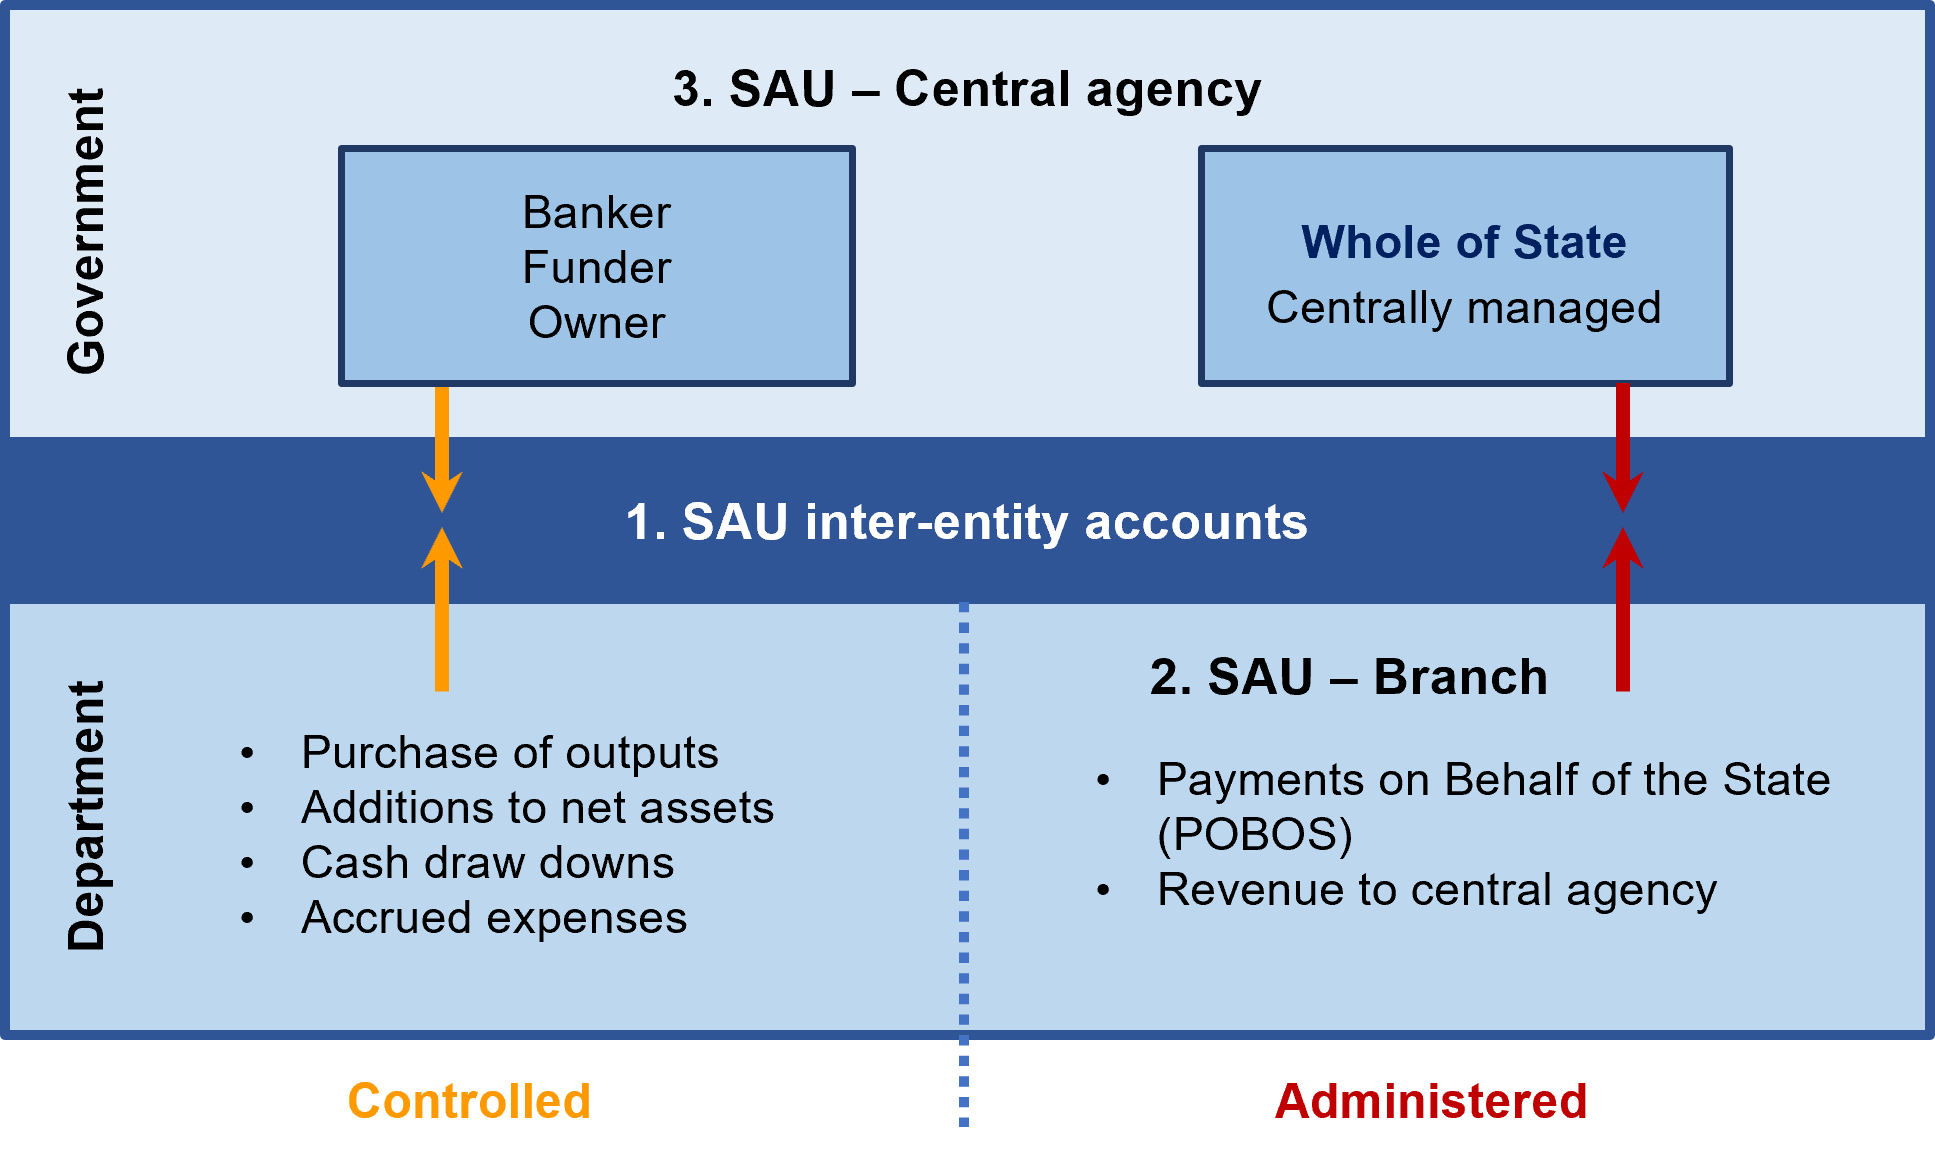 Government
3. SAU – Central agency
Banker
Funder
Owner
Whole of State
Centrally managed
1. SAU inter-entity accounts
Department
• Purchase of outputs
• Additions to net assets
• Cash draw downs
• Accrued expenses
2. SAU – Branch
• Payments on Behalf of the State
(POBOS)
• Revenue to central agency
Controlled
Administered